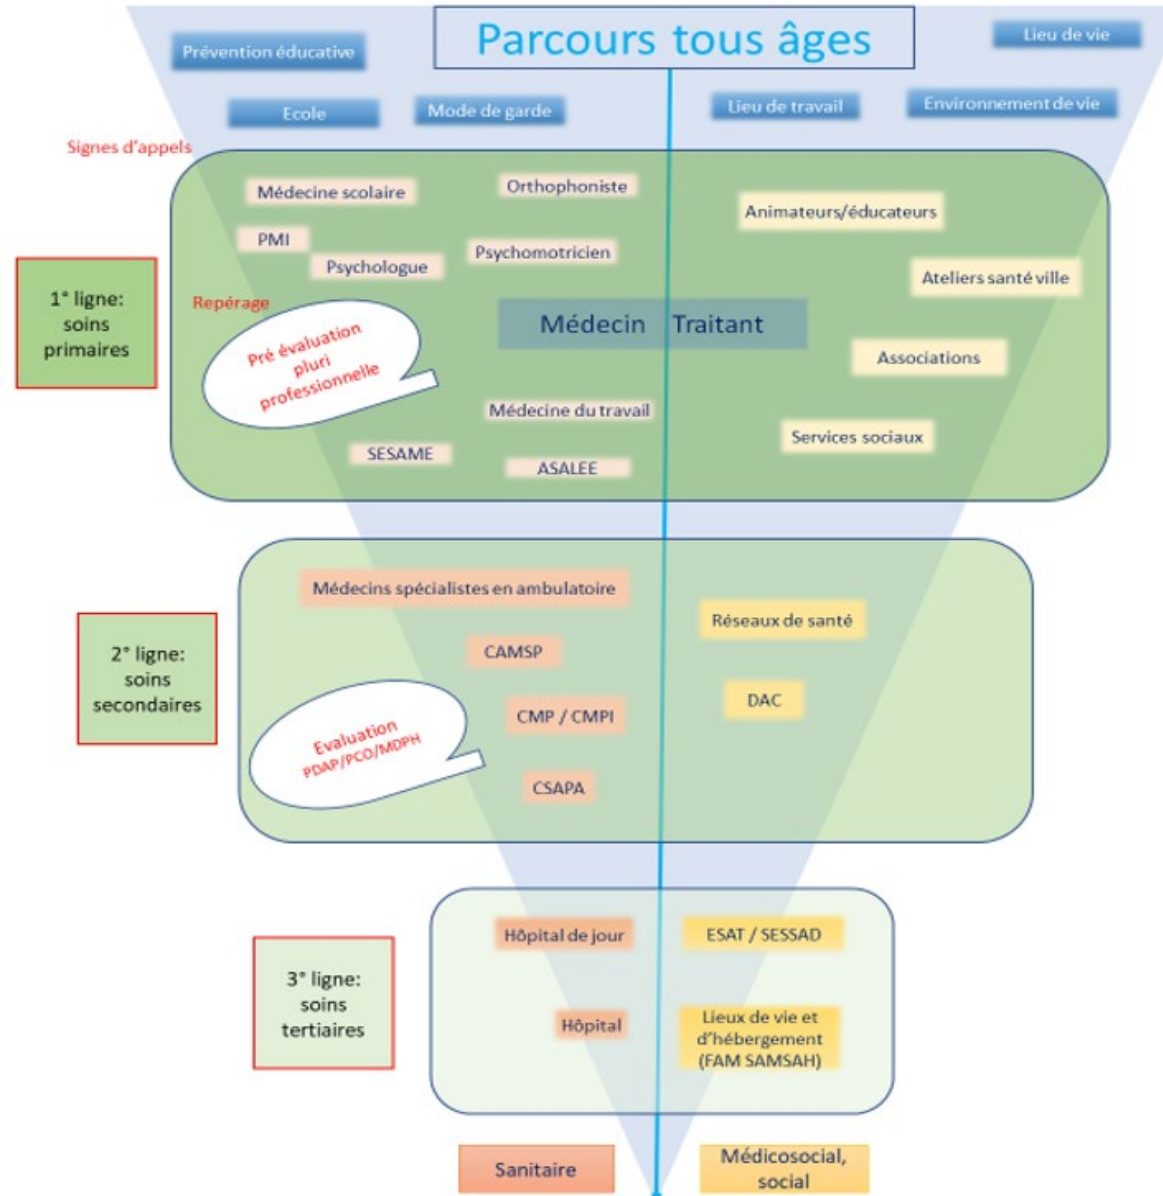 Parcours tous âges
Lieu de vie
Prévention éducative
Ecole
Mode de garde
Lieu de travail
Environnement de vie
Signes d'appels
1° ligne:
soins
primaires
Médecine scolaire
Orthophoniste
Animateurs/éducateurs
PMI
Psychologue
Psychomotricien
Ateliers santé ville
Repérage
Pré évaluation
pluri
professionnelle
Médecin Traitant
Associations
Médecine du travail
Services sociaux
SESAME
ASALEE
2° ligne:
soins
secondaires
Médecins spécialistes en ambulatoire
Réseaux de santé
CAMSP
DAC
CMP / CMPI
Evaluation
PDAP/PCO/MDPH
CSAPA
3° ligne:
soins
tertiaires
Hôpital de jour
ESAT / SESSAD
Hôpital
Lieux de vie et
d'hébergement
(FAM SAMSAH)
Sanitaire
Médicosocial,
social